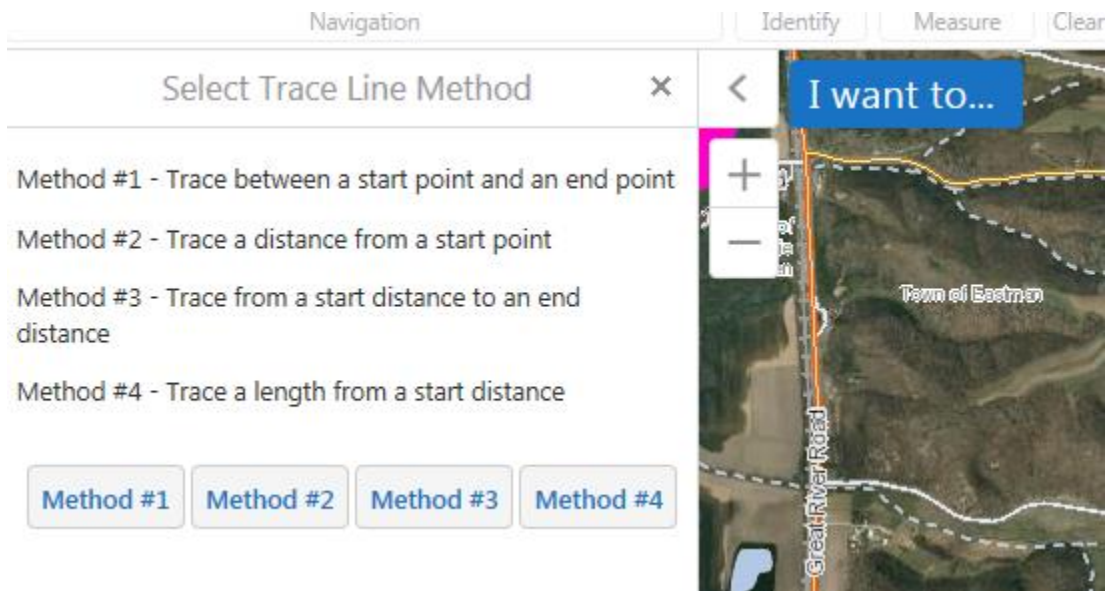 Navigation
Identify
Measure
Clear
Select Trace Line Method
I want to...
Method #1 - Trace between a start point and an end point
Method #2 - Trace a distance from a start point
Method #3 - Trace from a start distance to an end
distance
Method #4 - Trace a length from a start distance
Method #1
Method #2
Method #3
Method #4
Town of Eastman
Great River Road